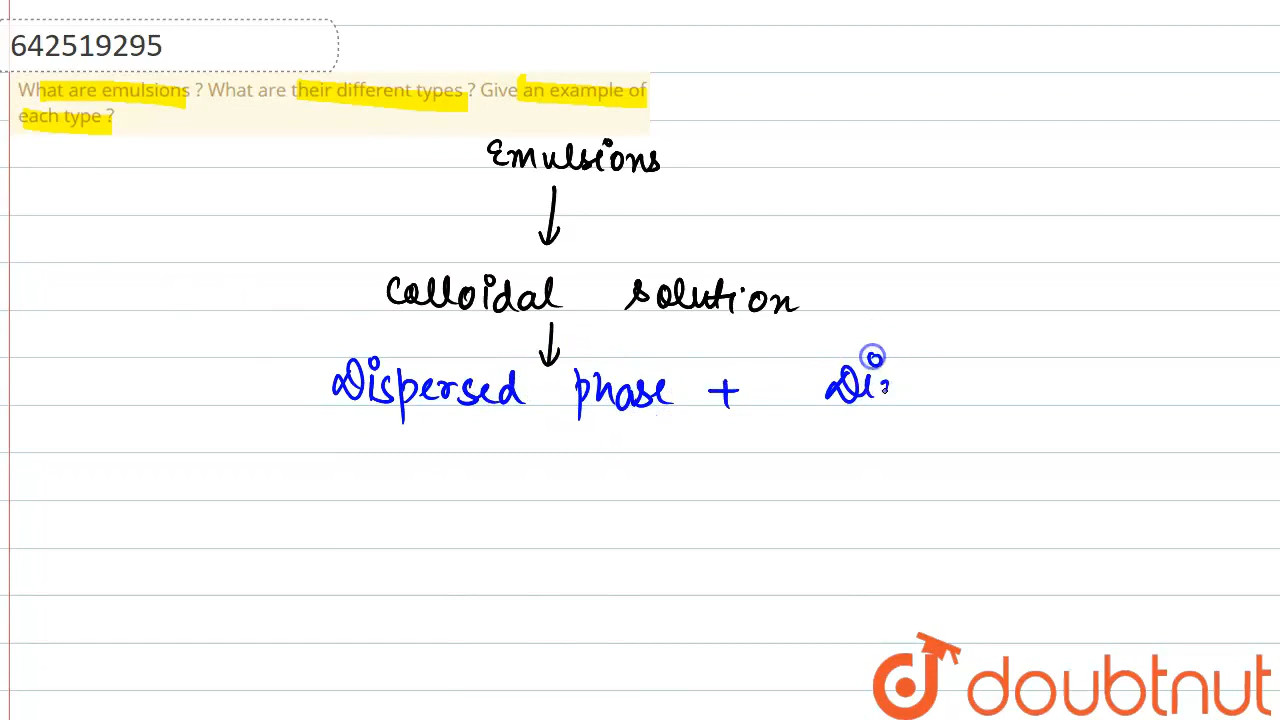 642519295
What are emulsions ? What are their different types ? Give an example of
each type ?
Emulsions
Colloidal solution
Dispersed phase + Dis
doubtnut